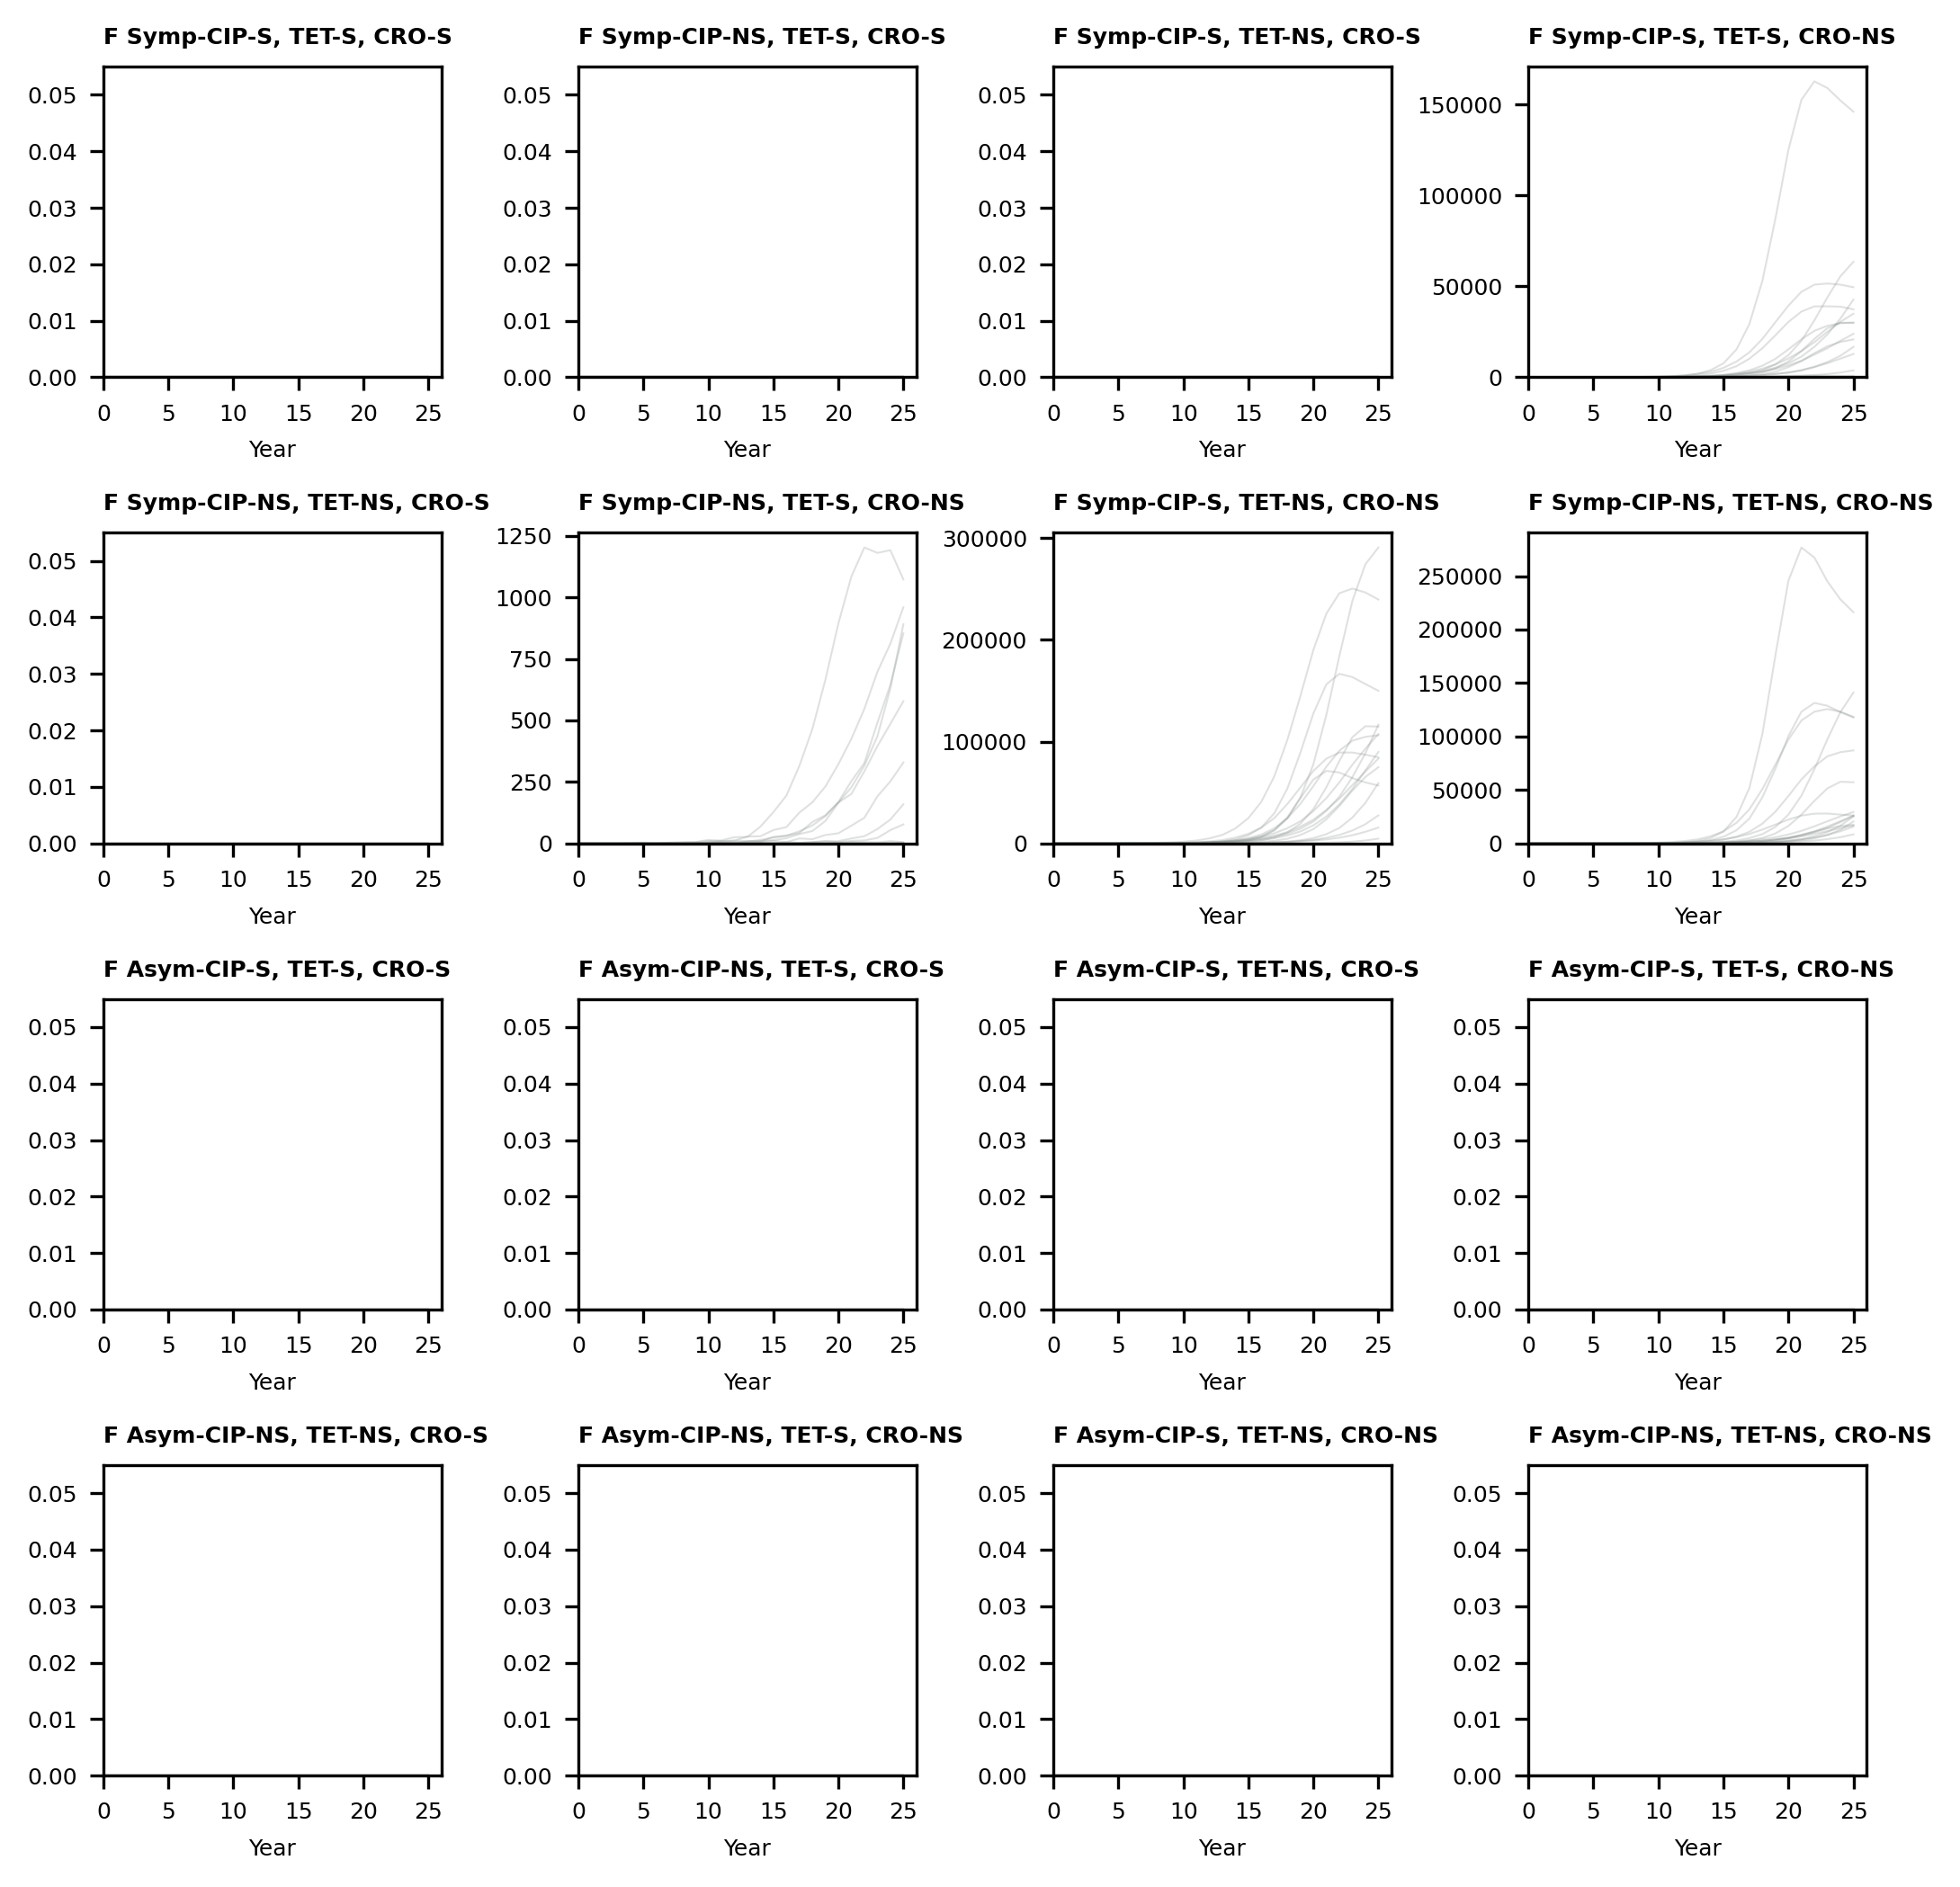 F Symp-CIP-S, TET-S, CRO-S
0.05
0.04
0.03
0.02
0.01
0.00
0 5 10 15 20 25
Year
F Symp-CIP-NS, TET-S, CRO-S
0.05
0.04
0.03
0.02
0.01
0.00
0 5 10 15 20 25
Year
F Symp-CIP-S, TET-NS, CRO-S
0.05
0.04
0.03
0.02
0.01
0.00
0 5 10 15 20 25
Year
F Symp-CIP-S, TET-S, CRO-NS
150000
100000
50000
0
0 5 10 15 20 25
Year
F Symp-CIP-NS, TET-NS, CRO-S
0.05
0.04
0.03
0.02
0.01
0.00
0 5 10 15 20 25
Year
F Symp-CIP-NS, TET-S, CRO-NS
1250
1000
750
500
250
0
0 5 10 15 20 25
Year
F Symp-CIP-S, TET-NS, CRO-NS
300000
200000
100000
0
0 5 10 15 20 25
Year
F Symp-CIP-NS, TET-NS, CRO-NS
250000
200000
150000
100000
50000
0
0 5 10 15 20 25
Year
F Asym-CIP-S, TET-S, CRO-S
0.05
0.04
0.03
0.02
0.01
0.00
0 5 10 15 20 25
Year
F Asym-CIP-NS, TET-S, CRO-S
0.05
0.04
0.03
0.02
0.01
0.00
0 5 10 15 20 25
Year
F Asym-CIP-S, TET-NS, CRO-S
0.05
0.04
0.03
0.02
0.01
0.00
0 5 10 15 20 25
Year
F Asym-CIP-S, TET-S, CRO-NS
0.05
0.04
0.03
0.02
0.01
0.00
0 5 10 15 20 25
Year
F Asym-CIP-NS, TET-NS, CRO-S
0.05
0.04
0.03
0.02
0.01
0.00
0 5 10 15 20 25
Year
F Asym-CIP-NS, TET-S, CRO-NS
0.05
0.04
0.03
0.02
0.01
0.00
0 5 10 15 20 25
Year
F Asym-CIP-S, TET-NS, CRO-NS
0.05
0.04
0.03
0.02
0.01
0.00
0 5 10 15 20 25
Year
F Asym-CIP-NS, TET-NS, CRO-NS
0.05
0.04
0.03
0.02
0.01
0.00
0 5 10 15 20 25
Year